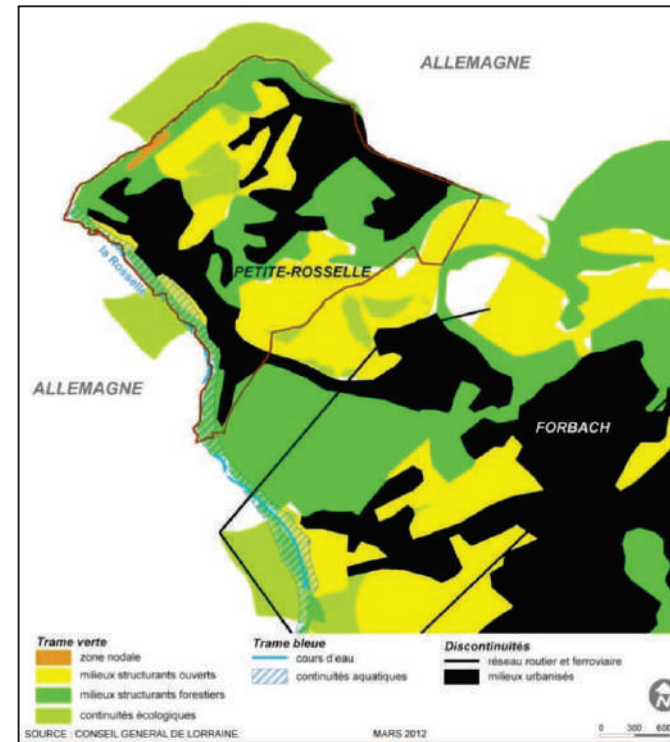 ALLEMAGNE
la Rosselle
PETITE-ROSSELLE
ALLEMAGNE
FORBACH
Trame verte
zone nodale
milieux structurants ouverts
milieux structurants forestiers
continuités écologiques
Trame bleue
cours d'eau
continuités aquatiques
Discontinuités
réseau routier et ferroviaire
milieux urbanisés
N
SOURCE : CONSEIL GENERAL DE LORRAINE.
MARS 2012
0 300 600